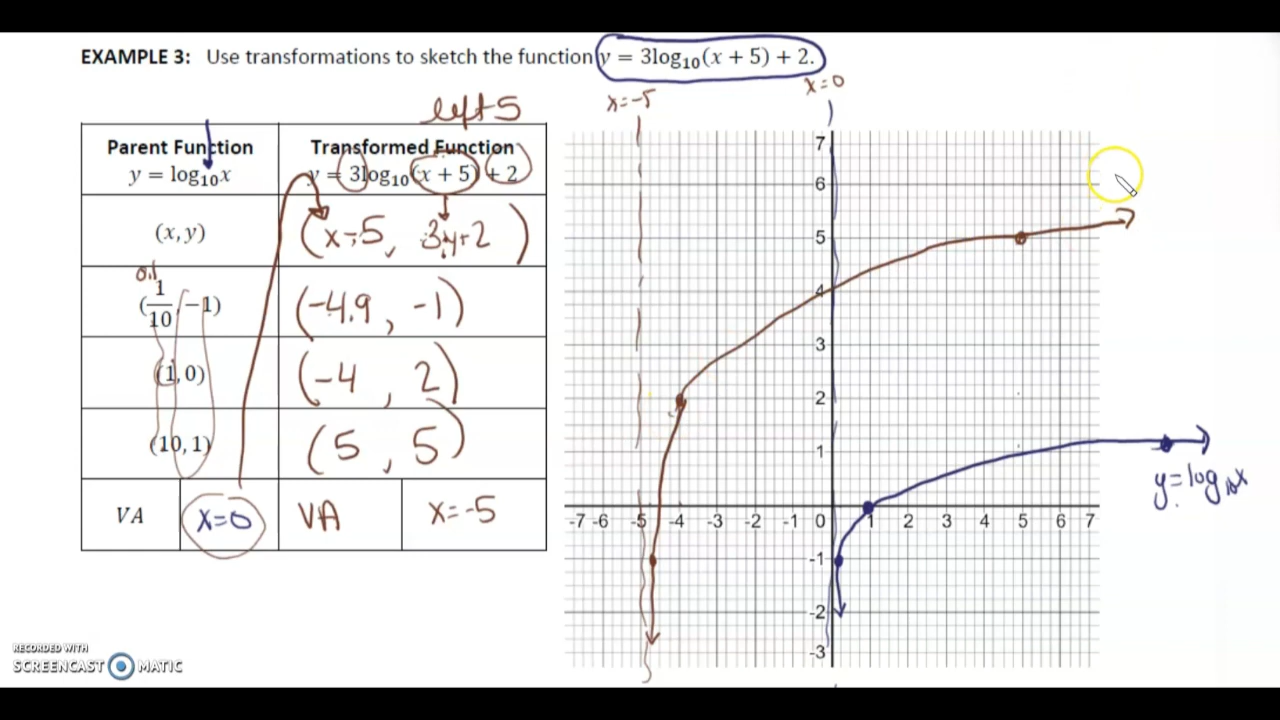 EXAMPLE 3: Use transformations to sketch the function y = 3log₁₀(x + 5) + 2.
x=-5
x=0
left 5
Parent Function
y = log₁₀x
Transformed Function
y = 3log₁₀(x + 5) + 2
(x, y)
(x-5, 3y+2)
0.1
(1/10, -1)
(-4.9, -1)
(1, 0)
(-4, 2)
(10, 1)
(5, 5)
VA
x=0
VA
x=-5
7
6
5
4
3
2
1
-7 -6 -5 -4 -3 -2 -1 0 1 2 3 4 5 6 7
-1
-2
-3
y=log₁₀x
RECORDED WITH
SCREENCAST MATIC